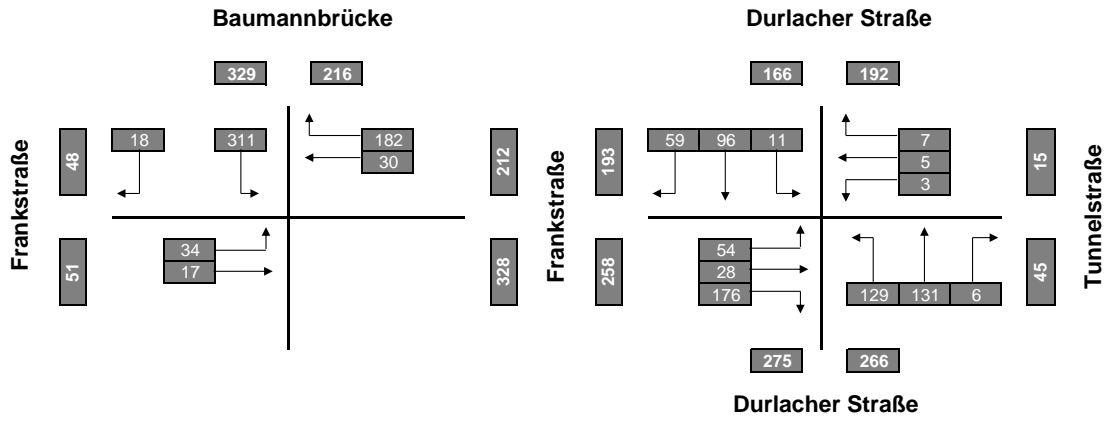 Baumannbrücke
329 216
18 311
182
30
48
212
Frankstraße
34
17
51
328
Frankstraße
Durlacher Straße
166 192
59 96 11
7
5
3
193
15
Tunnelstraße
54
28
176
129 131 6
258
45
275 266
Durlacher Straße